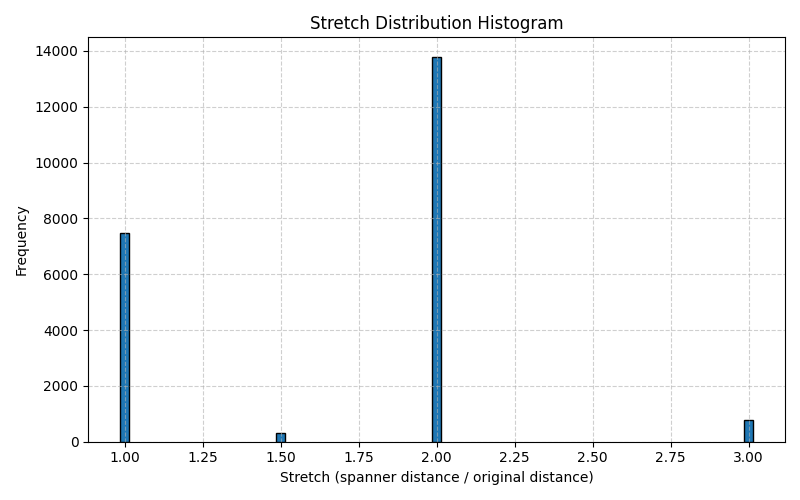 Stretch Distribution Histogram
14000
12000
10000
8000
6000
4000
2000
0
Frequency
1.00 1.25 1.50 1.75 2.00 2.25 2.50 2.75 3.00
Stretch (spanner distance / original distance)